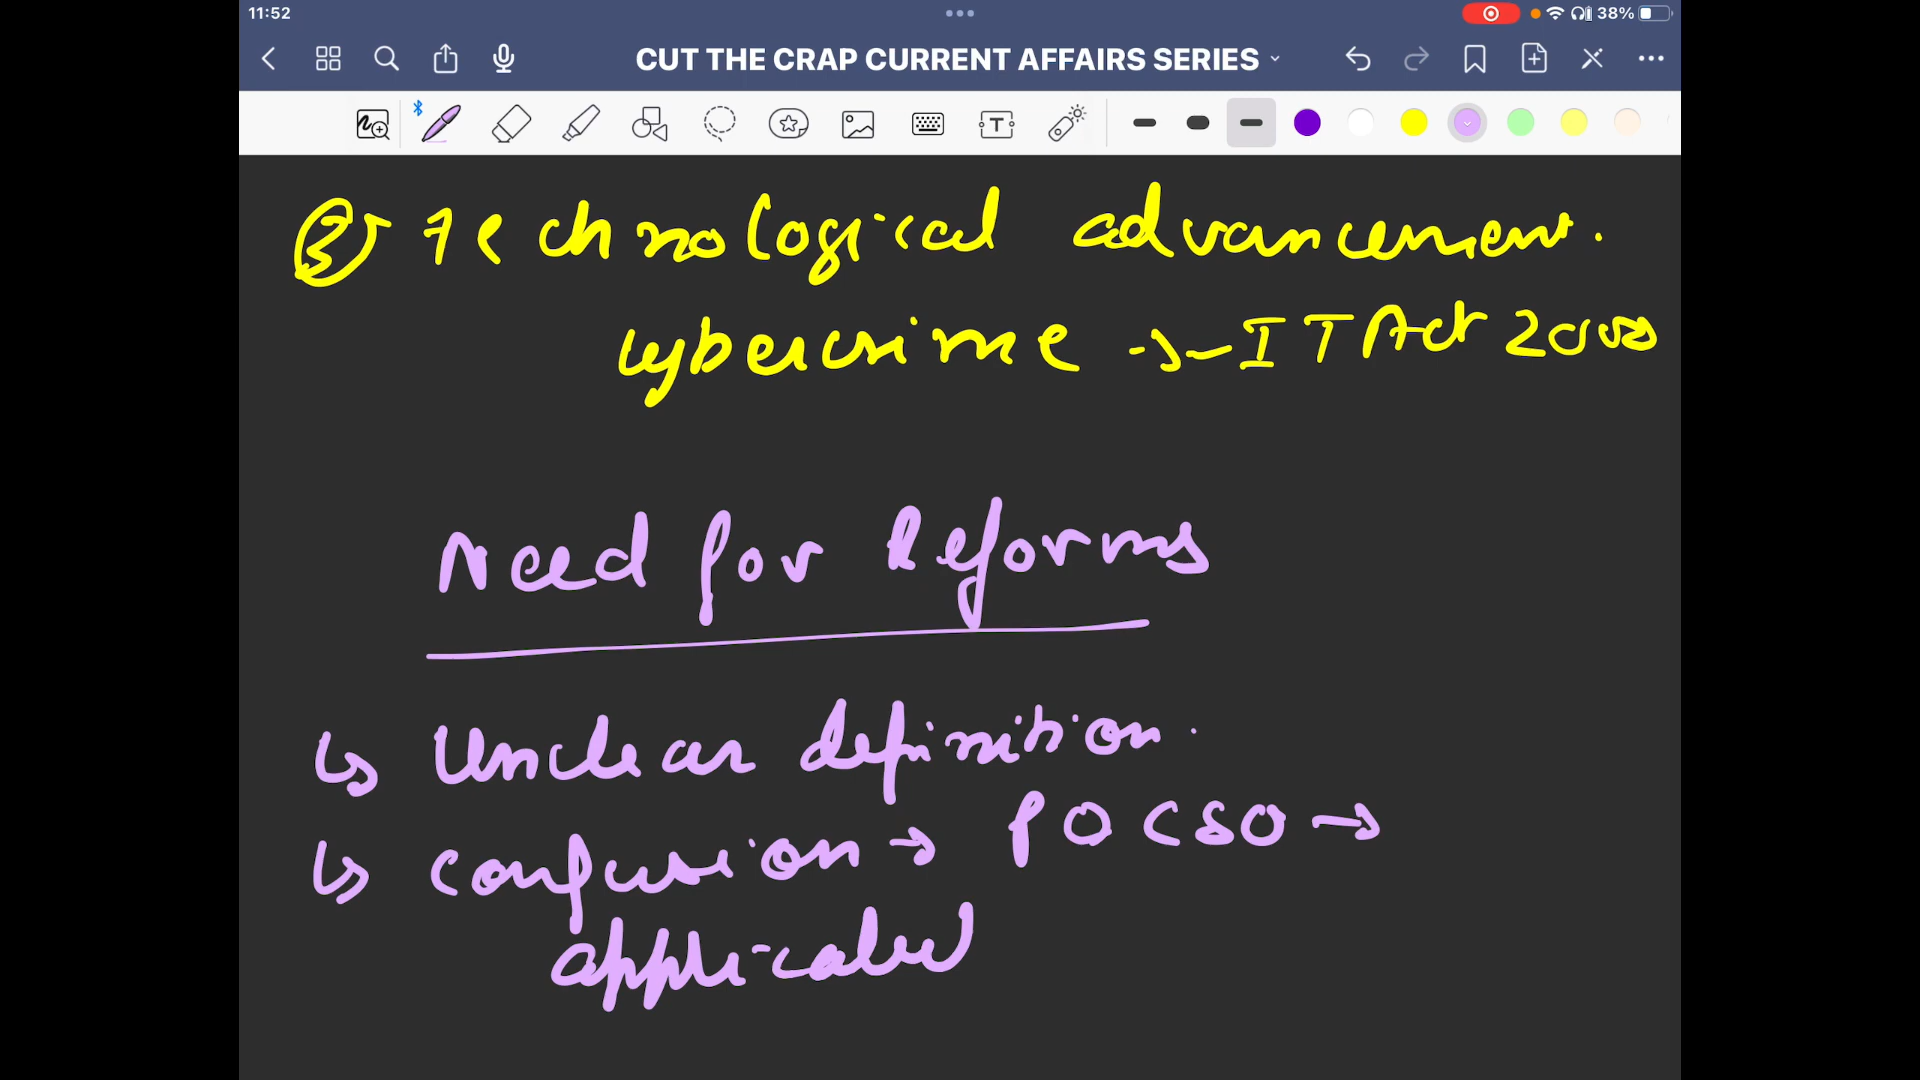 11:52
38%
CUT THE CRAP CURRENT AFFAIRS SERIES
T
3) Technological advancement.
cybercrime → IT Act 2000
Need for Reforms
↳ Unclear definition.
↳ confusion → POCSO →